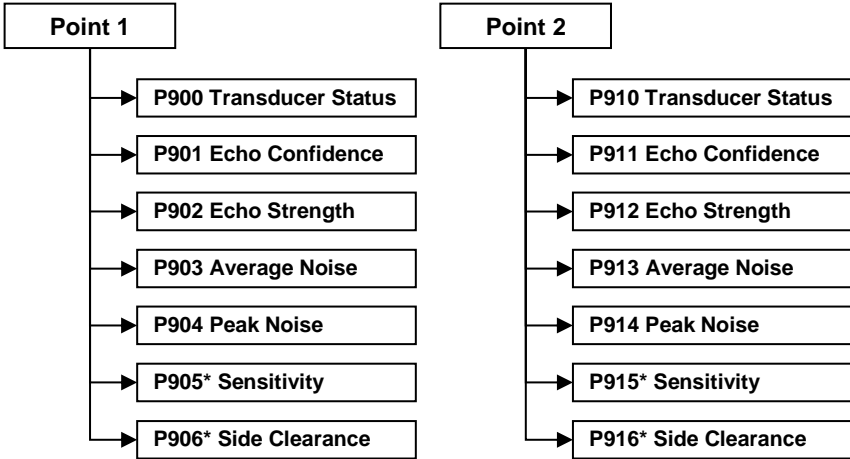 Point 1
P900 Transducer Status
P901 Echo Confidence
P902 Echo Strength
P903 Average Noise
P904 Peak Noise
P905* Sensitivity
P906* Side Clearance
Point 2
P910 Transducer Status
P911 Echo Confidence
P912 Echo Strength
P913 Average Noise
P914 Peak Noise
P915* Sensitivity
P916* Side Clearance